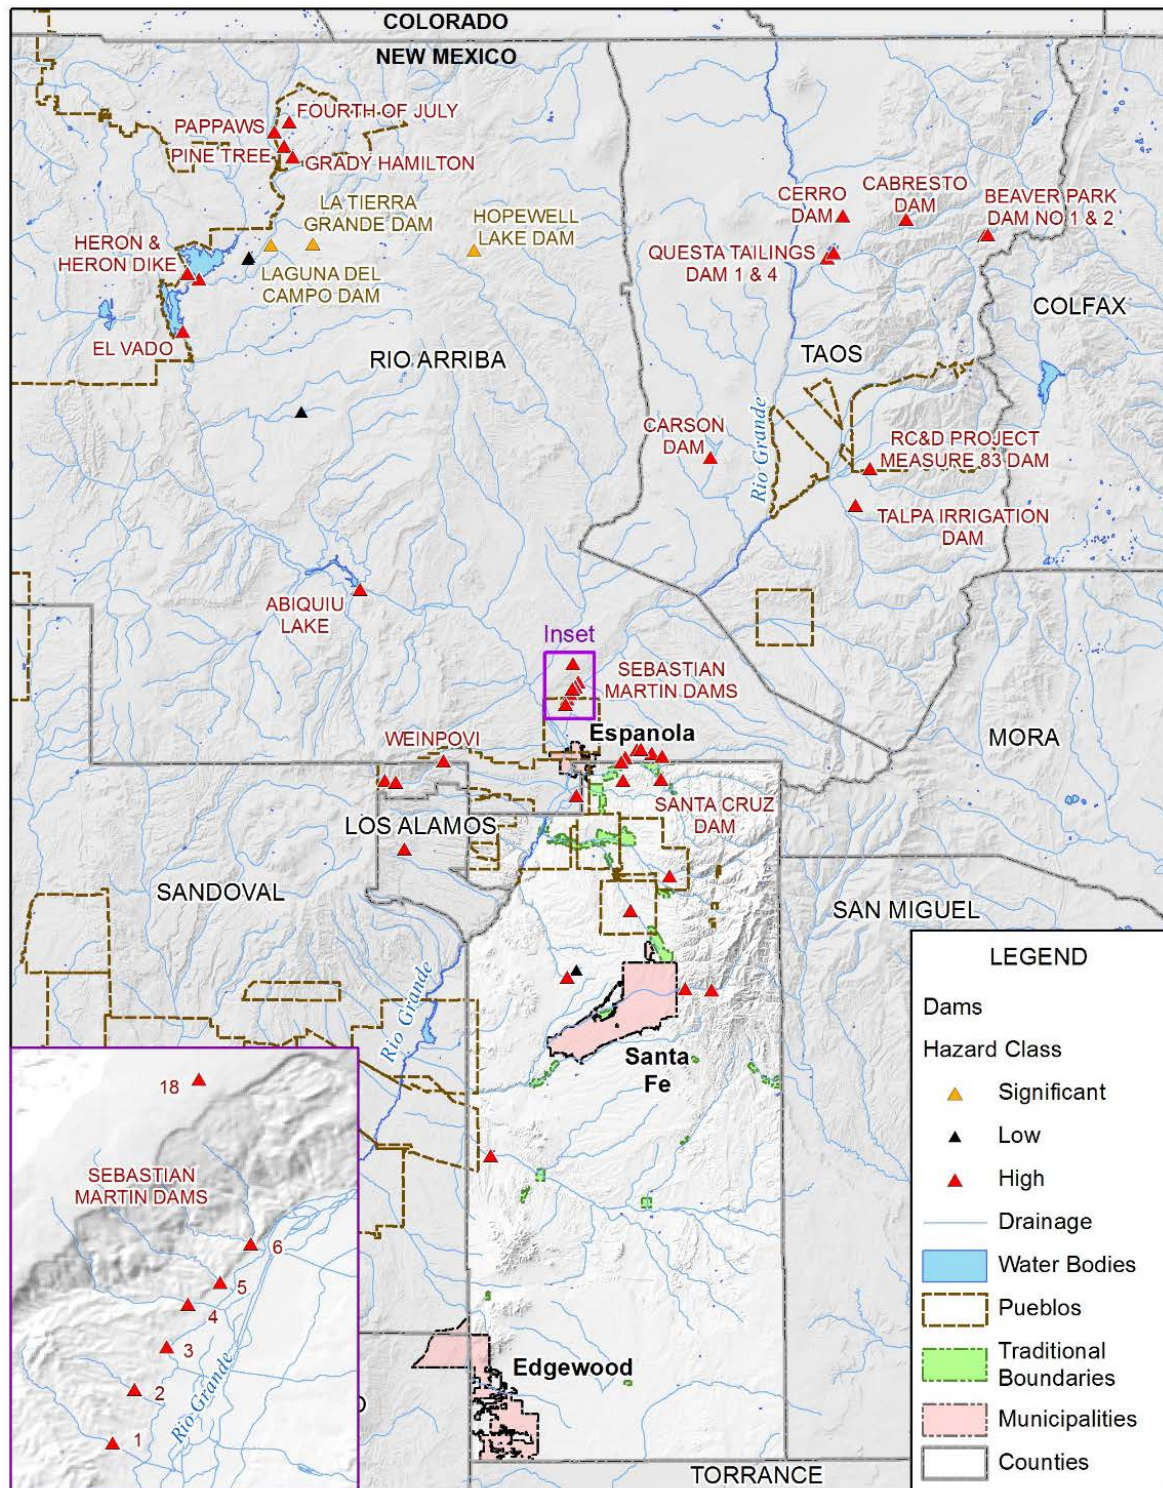 COLORADO
NEW MEXICO
FOURTH OF JULY
PAPPAWS
PINE TREE
GRADY HAMILTON
LA TIERRA
GRANDE DAM
HOPEWELL
LAKE DAM
HERON &
HERON DIKE
LAGUNA DEL
CAMPO DAM
EL VADO
RIO ARRIBA
CERRO
DAM
CABRESTO
DAM
BEAVER PARK
DAM NO 1 & 2
QUESTA TAILINGS
DAM 1 & 4
COLFAX
TAOS
CARSON
DAM
Rio Grande
RC&D PROJECT
MEASURE 83 DAM
TALPA IRRIGATION
DAM
ABIQUIU
LAKE
Inset
SEBASTIAN
MARTIN DAMS
Espanola
WEINPOVI
MORA
SANTA CRUZ
DAM
LOS ALAMOS
SANDOVAL
SAN MIGUEL
Rio Grande
Santa
Fe
Edgewood
O
TORRANCE
18
SEBASTIAN
MARTIN DAMS
6
5
4
3
2
1
Rio Grande
LEGEND
Dams
Hazard Class
Significant
Low
High
Drainage
Water Bodies
Pueblos
Traditional
Boundaries
Municipalities
Counties